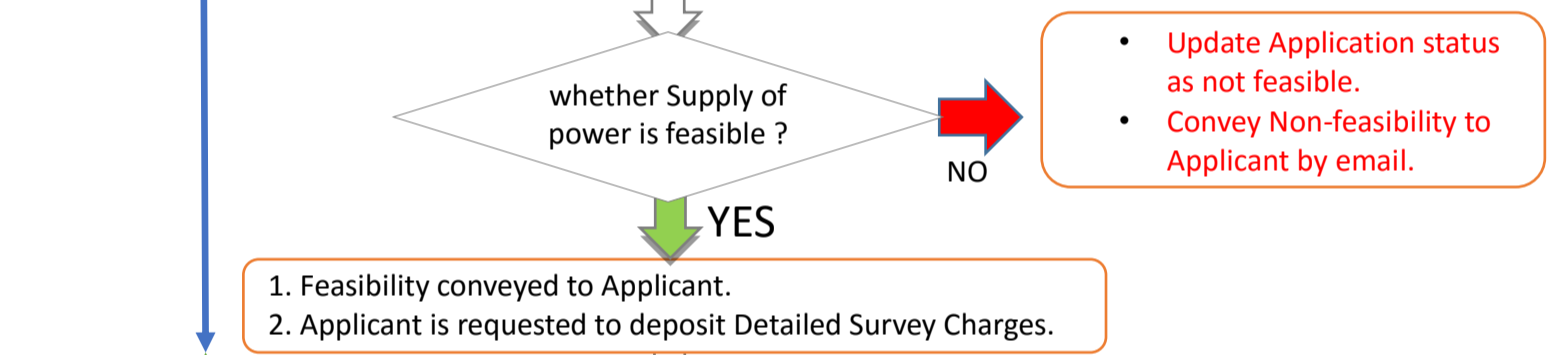 whether Supply of
power is feasible ?
NO
• Update Application status
as not feasible.
• Convey Non-feasibility to
Applicant by email.
YES
1. Feasibility conveyed to Applicant.
2. Applicant is requested to deposit Detailed Survey Charges.